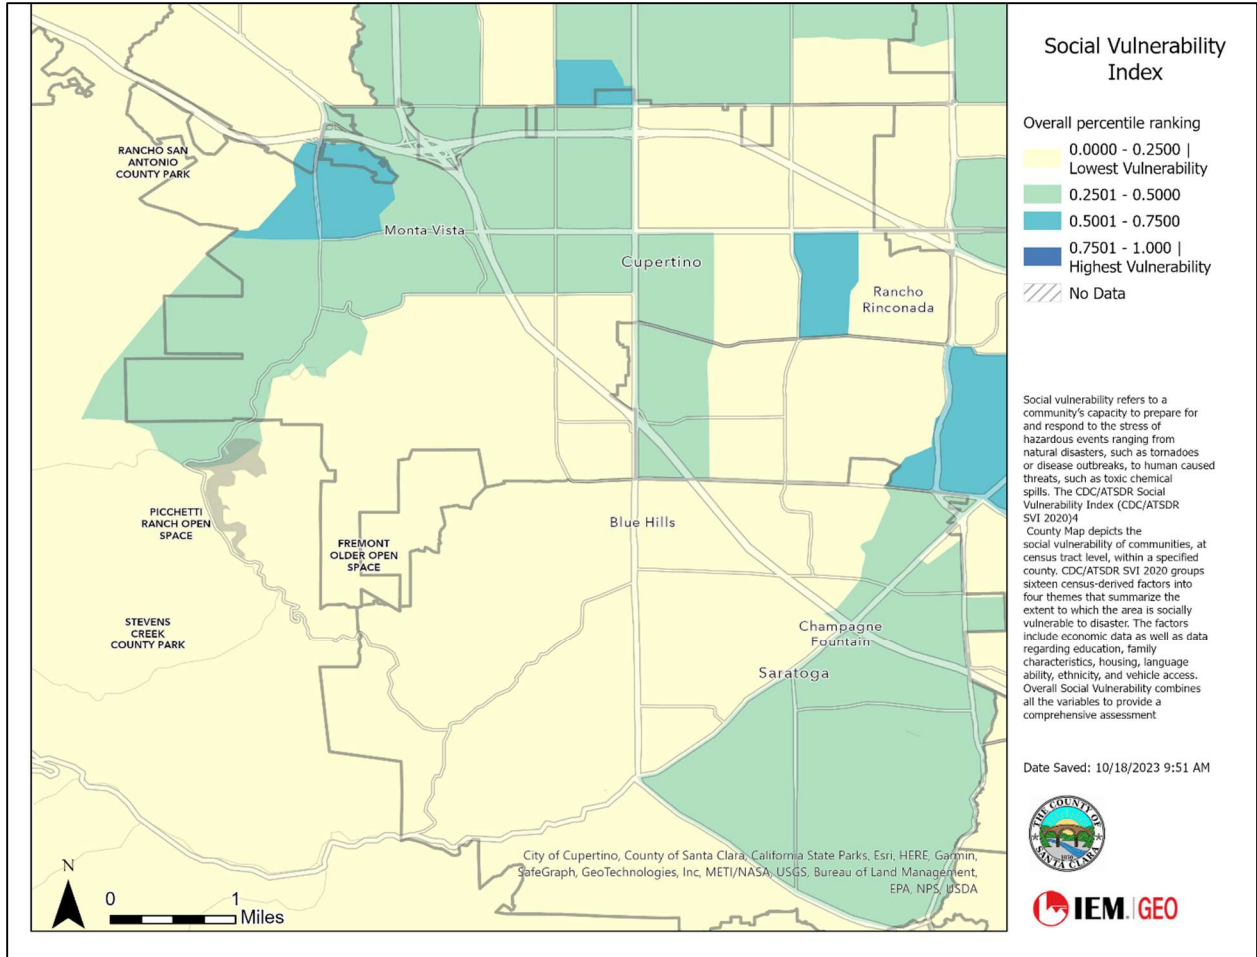 Social Vulnerability
Index
Overall percentile ranking
0.0000 - 0.2500 |
Lowest Vulnerability
0.2501 - 0.5000
0.5001 - 0.7500
0.7501 - 1.000 |
Highest Vulnerability
No Data
Social vulnerability refers to a
community's capacity to prepare for
and respond to the stress of
hazardous events ranging from
natural disasters, such as tornadoes
or disease outbreaks, to human caused
threats, such as toxic chemical
spills. The CDC/ATSDR Social
Vulnerability Index (CDC/ATSDR
SVI 2020)4
County Map depicts the
social vulnerability of communities, at
census tract level, within a specified
county. CDC/ATSDR SVI 2020 groups
sixteen census-derived factors into
four themes that summarize the
extent to which the area is socially
vulnerable to disaster. The factors
include economic data as well as data
regarding education, family
characteristics, housing, language
ability, ethnicity, and vehicle access.
Overall Social Vulnerability combines
all the variables to provide a
comprehensive assessment
Date Saved: 10/18/2023 9:51 AM
THE COUNTY OF
SANTA CLARA
1850
IEM. | GEO
RANCHO SAN
ANTONIO
COUNTY PARK
Monta Vista
Cupertino
Rancho
Rinconada
PICCHETTI
RANCH OPEN
SPACE
FREMONT
OLDER OPEN
SPACE
Blue Hills
STEVENS
CREEK
COUNTY PARK
Champagne
Fountain
Saratoga
City of Cupertino, County of Santa Clara, California State Parks, Esri, HERE, Garmin,
SafeGraph, GeoTechnologies, Inc, METI/NASA, USGS, Bureau of Land Management,
EPA, NPS, USDA
N
0 1
Miles